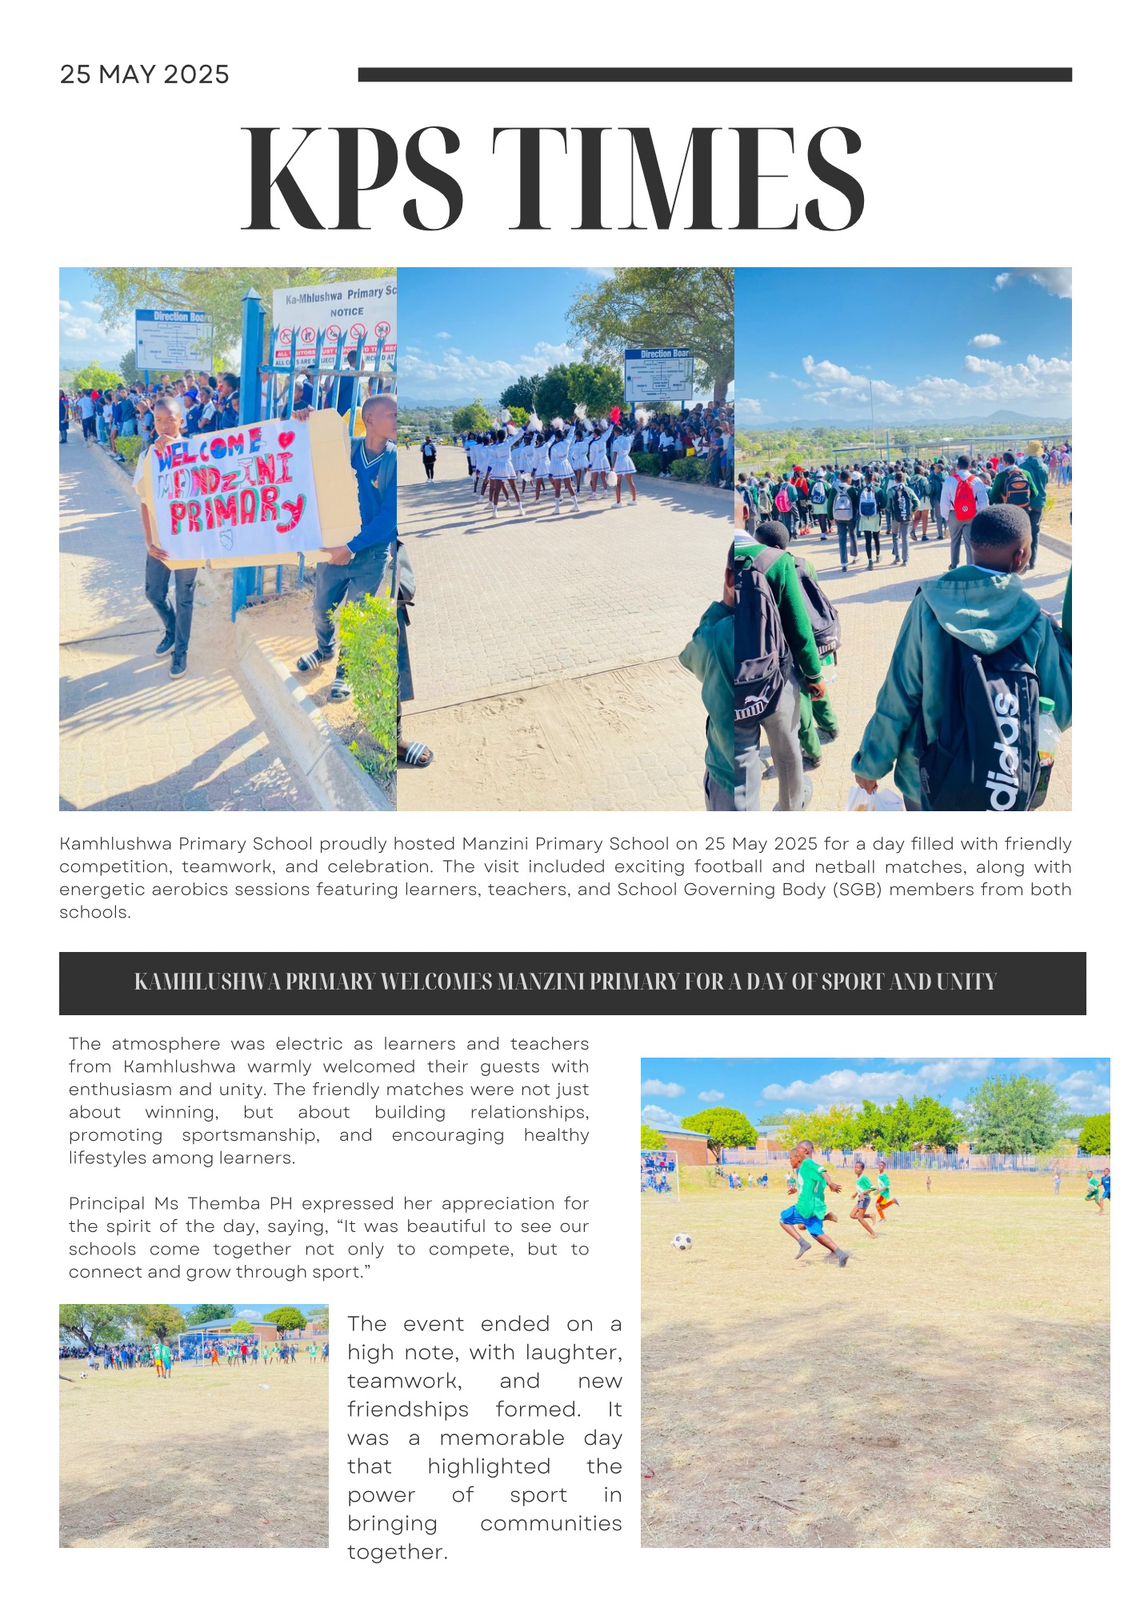 25 MAY 2025
KPS TIMES
Direction Boar
Ka-Mhlushwa Primary Sc
NOTICE
WELCOME
MANDZINI
PRIMARY
Direction Boar
adidas
Kamhlushwa Primary School proudly hosted Manzini Primary School on 25 May 2025 for a day filled with friendly
competition, teamwork, and celebration. The visit included exciting football and netball matches, along with
energetic aerobics sessions featuring learners, teachers, and School Governing Body (SGB) members from both
schools.
KAMHLUSHWA PRIMARY WELCOMES MANZINI PRIMARY FOR A DAY OF SPORT AND UNITY
The atmosphere was electric as learners and teachers
from Kamhlushwa warmly welcomed their guests with
enthusiasm and unity. The friendly matches were not just
about winning, but about building relationships,
promoting sportsmanship, and encouraging healthy
lifestyles among learners.
Principal Ms Themba PH expressed her appreciation for
the spirit of the day, saying, “It was beautiful to see our
schools come together not only to compete, but to
connect and grow through sport.”
The event ended on a
high note, with laughter,
teamwork, and new
friendships formed. It
was a memorable day
that highlighted the
power of sport in
bringing communities
together.